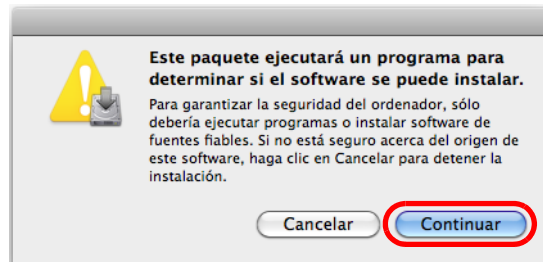 Este paquete ejecutará un programa para
determinar si el software se puede instalar.
Para garantizar la seguridad del ordenador, sólo
debería ejecutar programas o instalar software de
fuentes fiables. Si no está seguro acerca del origen de
este software, haga clic en Cancelar para detener la
instalación.
Cancelar
Continuar